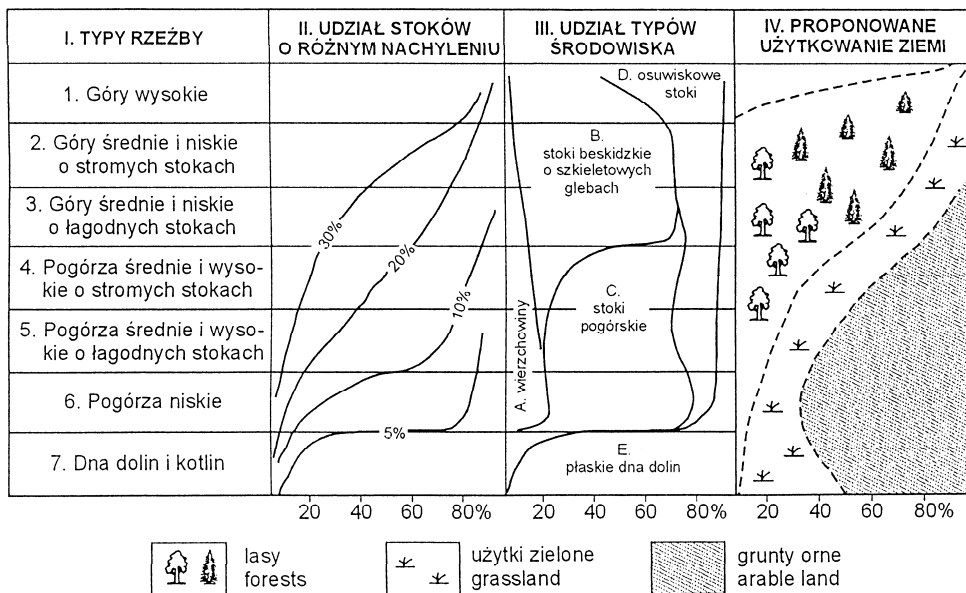 I. TYPY RZEŹBY
II. UDZIAŁ STOKÓW
O RÓŻNYM NACHYLENIU
III. UDZIAŁ TYPÓW
ŚRODOWISKA
IV. PROPONOWANE
UŻYTKOWANIE ZIEMI
1. Góry wysokie
2. Góry średnie i niskie
o stromych stokach
3. Góry średnie i niskie
o łagodnych stokach
4. Pogórza średnie i wyso-
kie o stromych stokach
5. Pogórza średnie i wyso-
kie o łagodnych stokach
6. Pogórza niskie
7. Dna dolin i kotlin
30%
20%
10%
5%
D. osuwiskowe
stoki
B.
stoki beskidzkie
o szkieletowych
glebach
C.
stoki
pogórskie
A. wierzchowiny
E.
płaskie dna dolin
20 40 60 80%
20 40 60 80%
20 40 60 80%
lasy
forests
użytki zielone
grassland
grunty orne
arable land